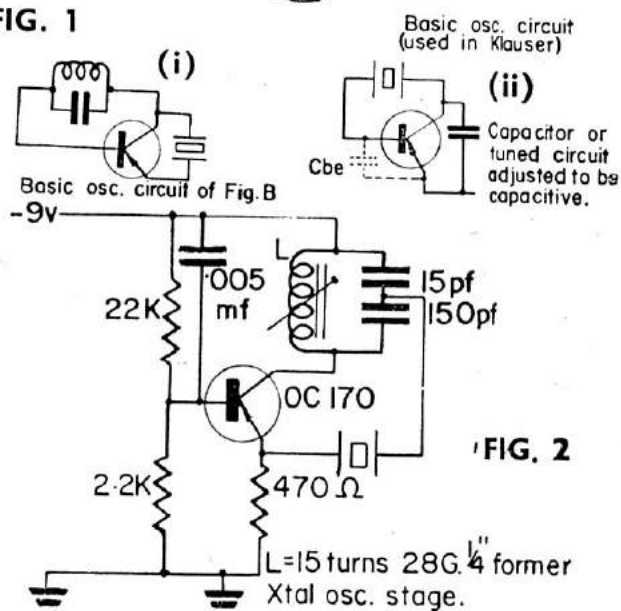 FIG. 1
(i)
Basic osc. circuit of Fig. B
Basic osc. circuit
(used in Klauser)
(ii)
Cbe
Capacitor or
tuned circuit
adjusted to be
capacitive.
-9v
.005
mf
22K
L
15pf
150pf
OC 170
FIG. 2
2.2K
470 Ω
L=15 turns 28G. ¼" former
Xtal osc. stage.